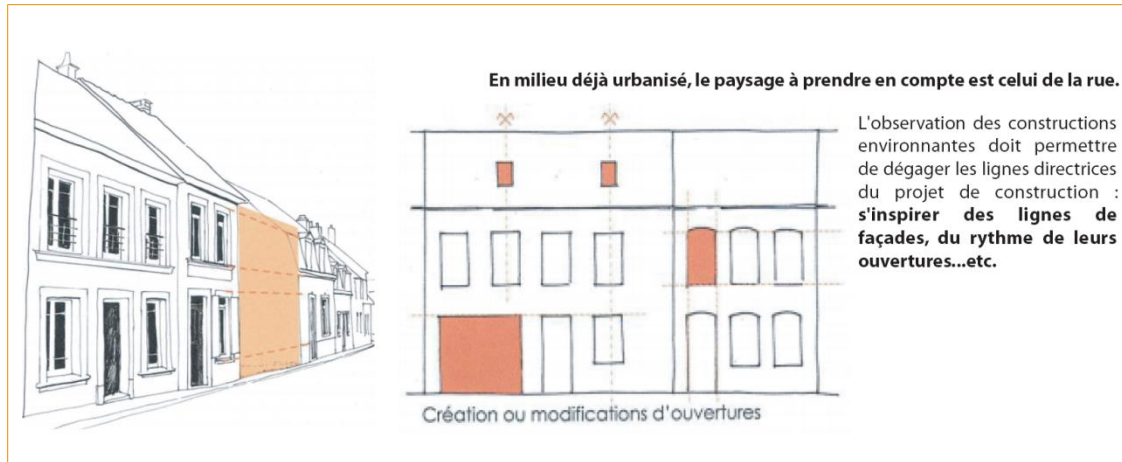 En milieu déjà urbanisé, le paysage à prendre en compte est celui de la rue.
L'observation des constructions
environnantes doit permettre
de dégager les lignes directrices
du projet de construction :
s'inspirer des lignes de
façades, du rythme de leurs
ouvertures...etc.
Création ou modifications d'ouvertures